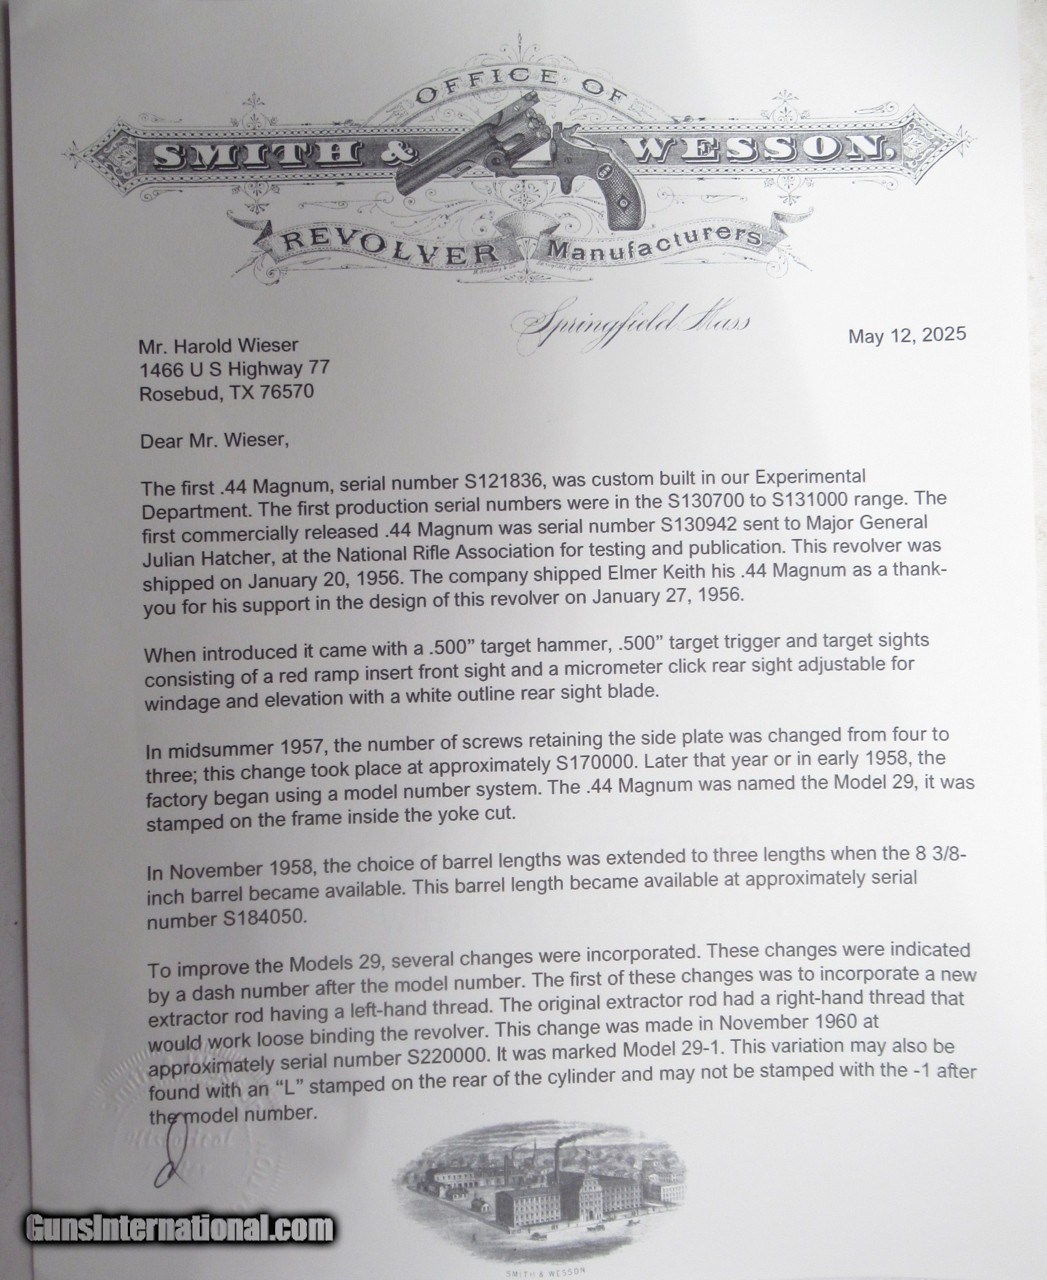 OFFICE OF
SMITH & WESSON,
REVOLVER Manufacturers
Springfield Mass
May 12, 2025
Mr. Harold Wieser
1466 U S Highway 77
Rosebud, TX 76570
Dear Mr. Wieser,
The first .44 Magnum, serial number S121836, was custom built in our Experimental
Department. The first production serial numbers were in the S130700 to S131000 range. The
first commercially released .44 Magnum was serial number S130942 sent to Major General
Julian Hatcher, at the National Rifle Association for testing and publication. This revolver was
shipped on January 20, 1956. The company shipped Elmer Keith his .44 Magnum as a thank-
you for his support in the design of this revolver on January 27, 1956.
When introduced it came with a .500” target hammer, .500” target trigger and target sights
consisting of a red ramp insert front sight and a micrometer click rear sight adjustable for
windage and elevation with a white outline rear sight blade.
In midsummer 1957, the number of screws retaining the side plate was changed from four to
three; this change took place at approximately S170000. Later that year or in early 1958, the
factory began using a model number system. The .44 Magnum was named the Model 29, it was
stamped on the frame inside the yoke cut.
In November 1958, the choice of barrel lengths was extended to three lengths when the 8 3/8-
inch barrel became available. This barrel length became available at approximately serial
number S184050.
To improve the Models 29, several changes were incorporated. These changes were indicated
by a dash number after the model number. The first of these changes was to incorporate a new
extractor rod having a left-hand thread. The original extractor rod had a right-hand thread that
would work loose binding the revolver. This change was made in November 1960 at
approximately serial number S220000. It was marked Model 29-1. This variation may also be
found with an “L” stamped on the rear of the cylinder and may not be stamped with the -1 after
the model number.
Historical
GunsInternational.com
SMITH & WESSON